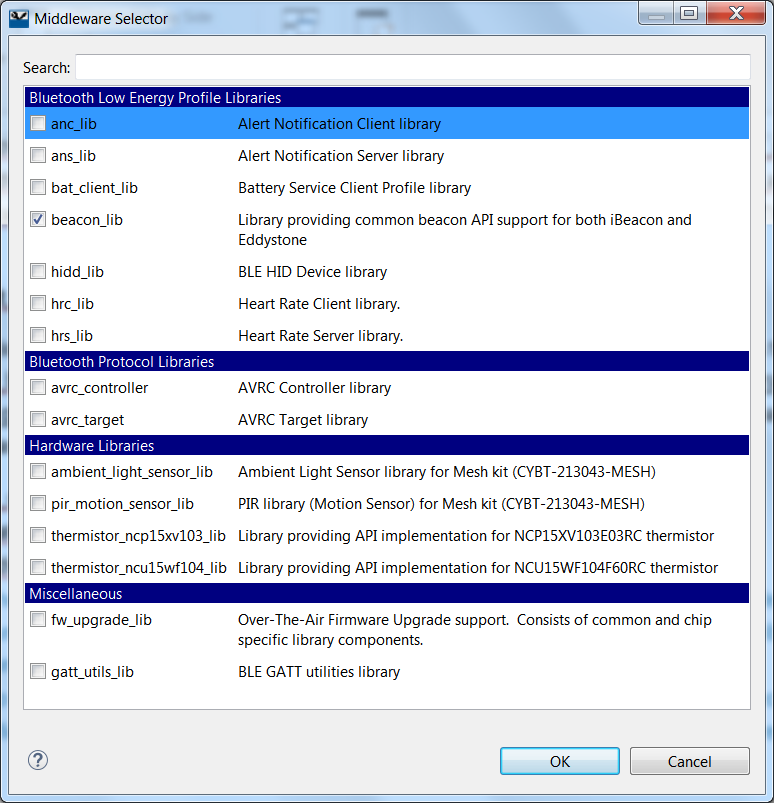 Middleware Selector
Search:
Bluetooth Low Energy Profile Libraries
anc_lib Alert Notification Client library
ans_lib Alert Notification Server library
bat_client_lib Battery Service Client Profile library
beacon_lib Library providing common beacon API support for both iBeacon and
Eddystone
hidd_lib BLE HID Device library
hrc_lib Heart Rate Client library.
hrs_lib Heart Rate Server library.
Bluetooth Protocol Libraries
avrc_controller AVRC Controller library
avrc_target AVRC Target library
Hardware Libraries
ambient_light_sensor_lib Ambient Light Sensor library for Mesh kit (CYBT-213043-MESH)
pir_motion_sensor_lib PIR library (Motion Sensor) for Mesh kit (CYBT-213043-MESH)
thermistor_ncp15xv103_lib Library providing API implementation for NCP15XV103E03RC thermistor
thermistor_ncu15wf104_lib Library providing API implementation for NCU15WF104F60RC thermistor
Miscellaneous
fw_upgrade_lib Over-The-Air Firmware Upgrade support.  Consists of common and chip
specific library components.
gatt_utils_lib BLE GATT utilities library
? OK Cancel